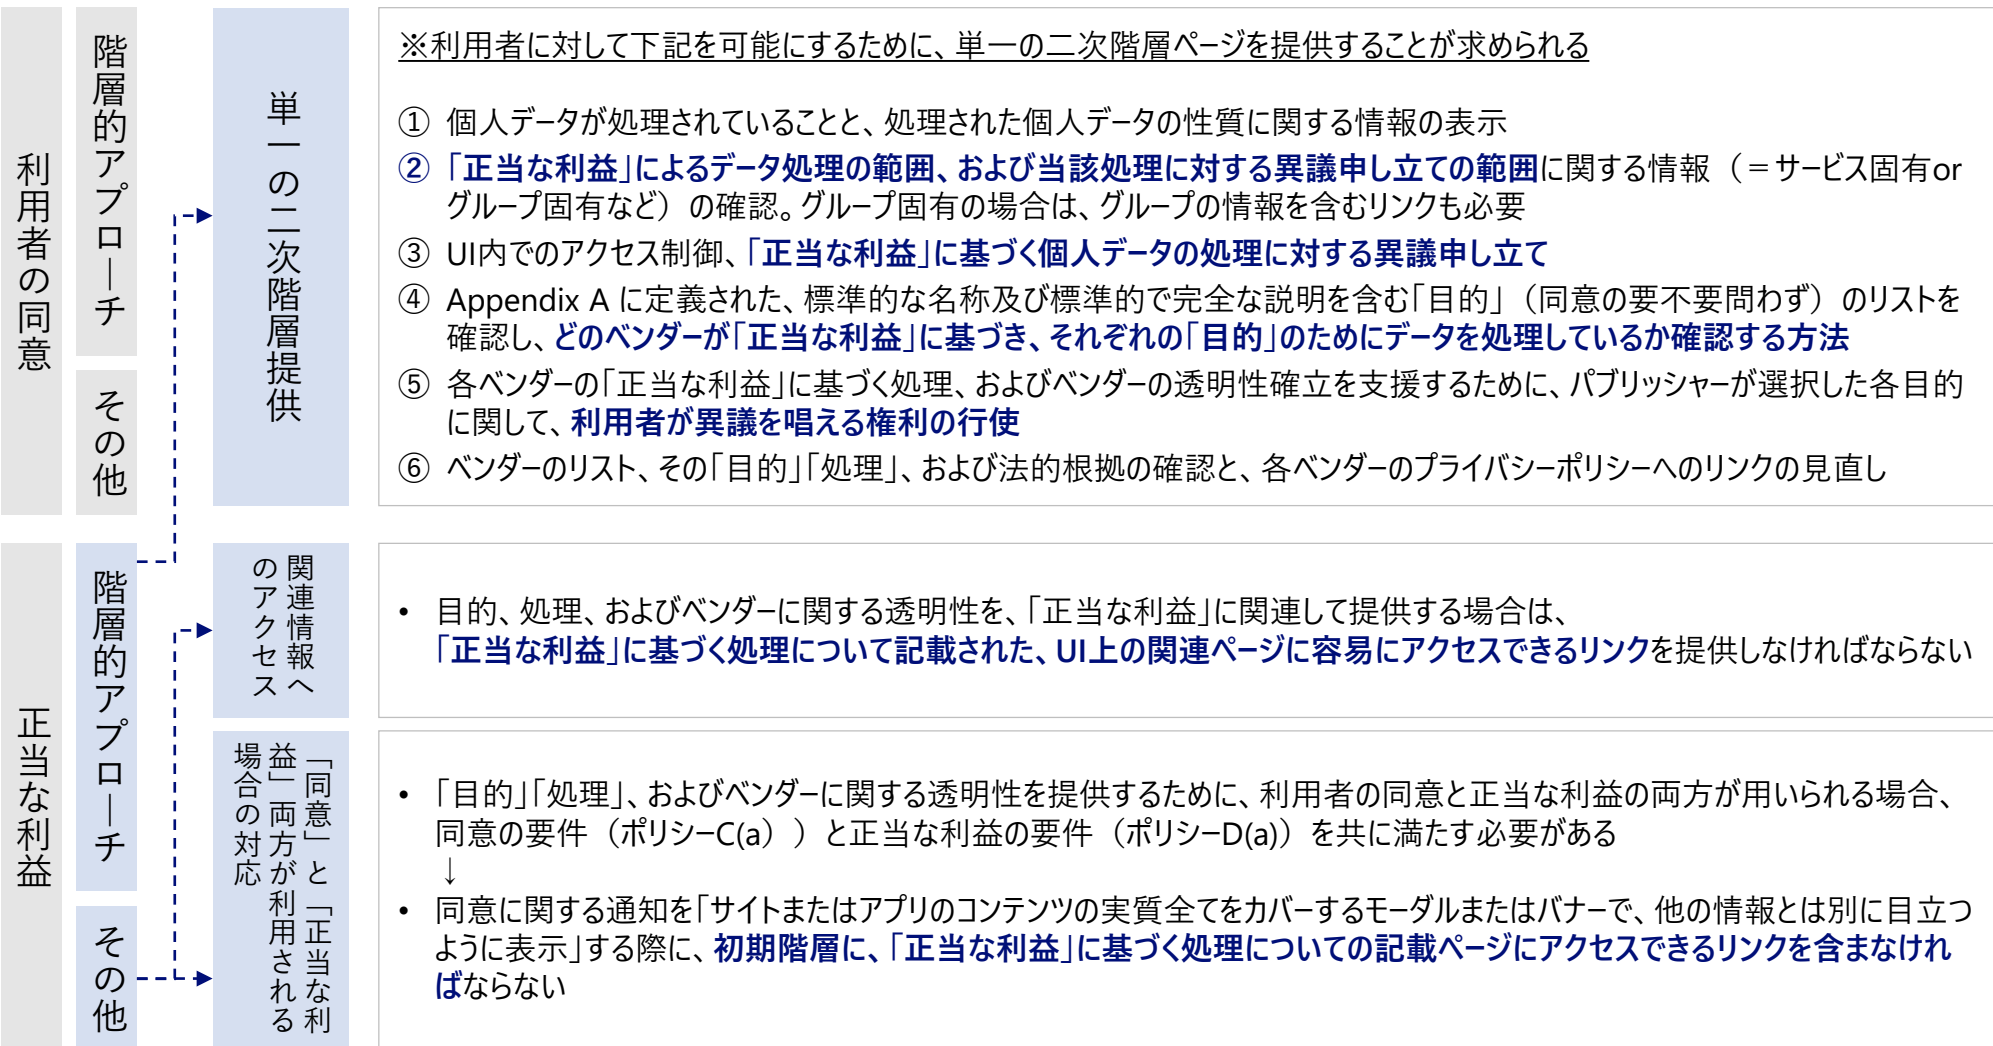 利用者の同意
階層的アプローチ
その他
単一の二次階層提供
※利用者に対して下記を可能にするために、単一の二次階層ページを提供することが求められる
① 個人データが処理されていることと、処理された個人データの性質に関する情報の表示
② 「正当な利益」によるデータ処理の範囲、および当該処理に対する異議申し立ての範囲に関する情報（＝サービス固有or
グループ固有など）の確認。グループ固有の場合は、グループの情報を含むリンクも必要
③ UI内でのアクセス制御、「正当な利益」に基づく個人データの処理に対する異議申し立て
④ Appendix A に定義された、標準的な名称及び標準的で完全な説明を含む「目的」（同意の要不要問わず）のリストを
確認し、どのベンダーが「正当な利益」に基づき、それぞれの「目的」のためにデータを処理しているか確認する方法
⑤ 各ベンダーの「正当な利益」に基づく処理、およびベンダーの透明性確立を支援するために、パブリッシャーが選択した各目的
に関して、利用者が異議を唱える権利の行使
⑥ ベンダーのリスト、その「目的」「処理」、および法的根拠の確認と、各ベンダーのプライバシーポリシーへのリンクの見直し
正当な利益
階層的アプローチ
その他
関連情報へ
のアクセス
• 目的、処理、およびベンダーに関する透明性を、「正当な利益」に関連して提供する場合は、
「正当な利益」に基づく処理について記載された、UI上の関連ページに容易にアクセスできるリンクを提供しなければならない
「同意」と「正当な利
益」両方が利用される
場合の対応
• 「目的」「処理」、およびベンダーに関する透明性を提供するために、利用者の同意と正当な利益の両方が用いられる場合、
同意の要件（ポリシーC(a)）と正当な利益の要件（ポリシーD(a)）を共に満たす必要がある
↓
• 同意に関する通知を「サイトまたはアプリのコンテンツの実質全てをカバーするモーダルまたはバナーで、他の情報とは別に目立つ
ように表示」する際に、初期階層に、「正当な利益」に基づく処理についての記載ページにアクセスできるリンクを含まなけれ
ばならない